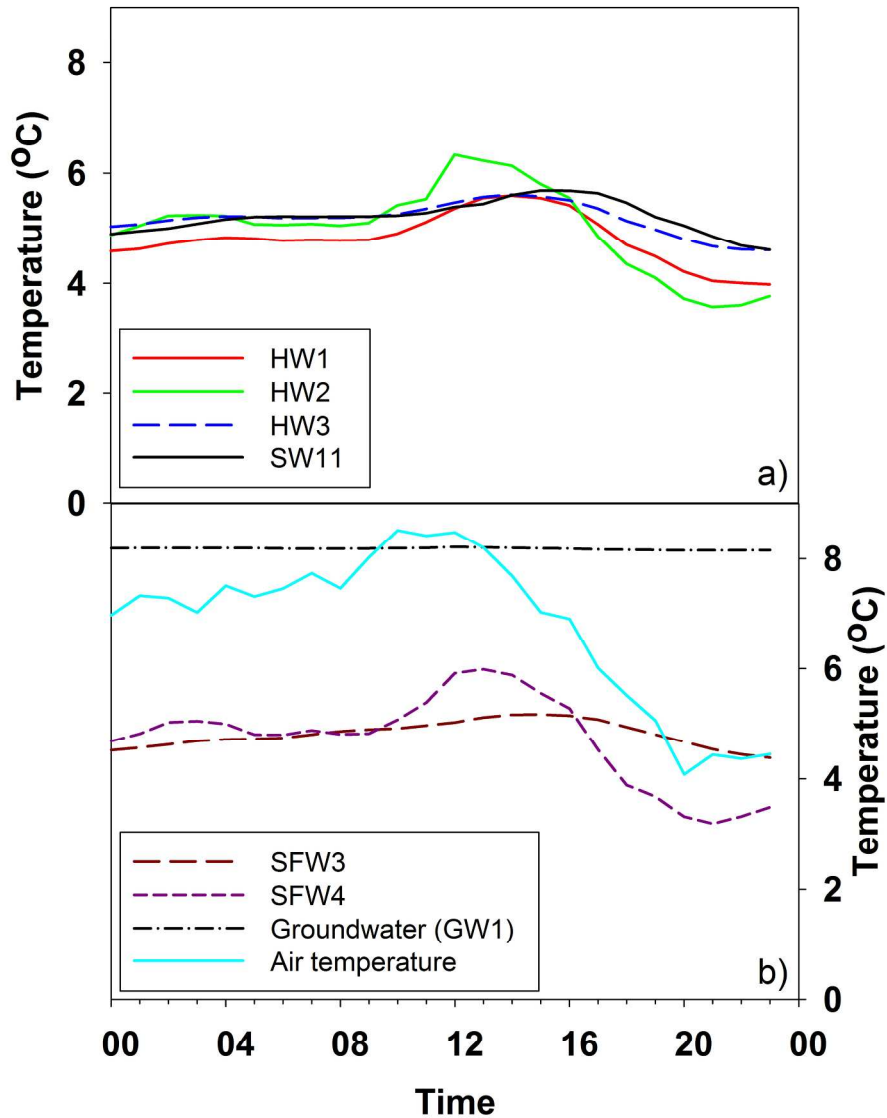 8
6
4
2
0
Temperature (°C)
HW1
HW2
HW3
SW11
a)
8
6
4
2
0
Temperature (°C)
SFW3
SFW4
Groundwater (GW1)
Air temperature
b)
00 04 08 12 16 20 00
Time